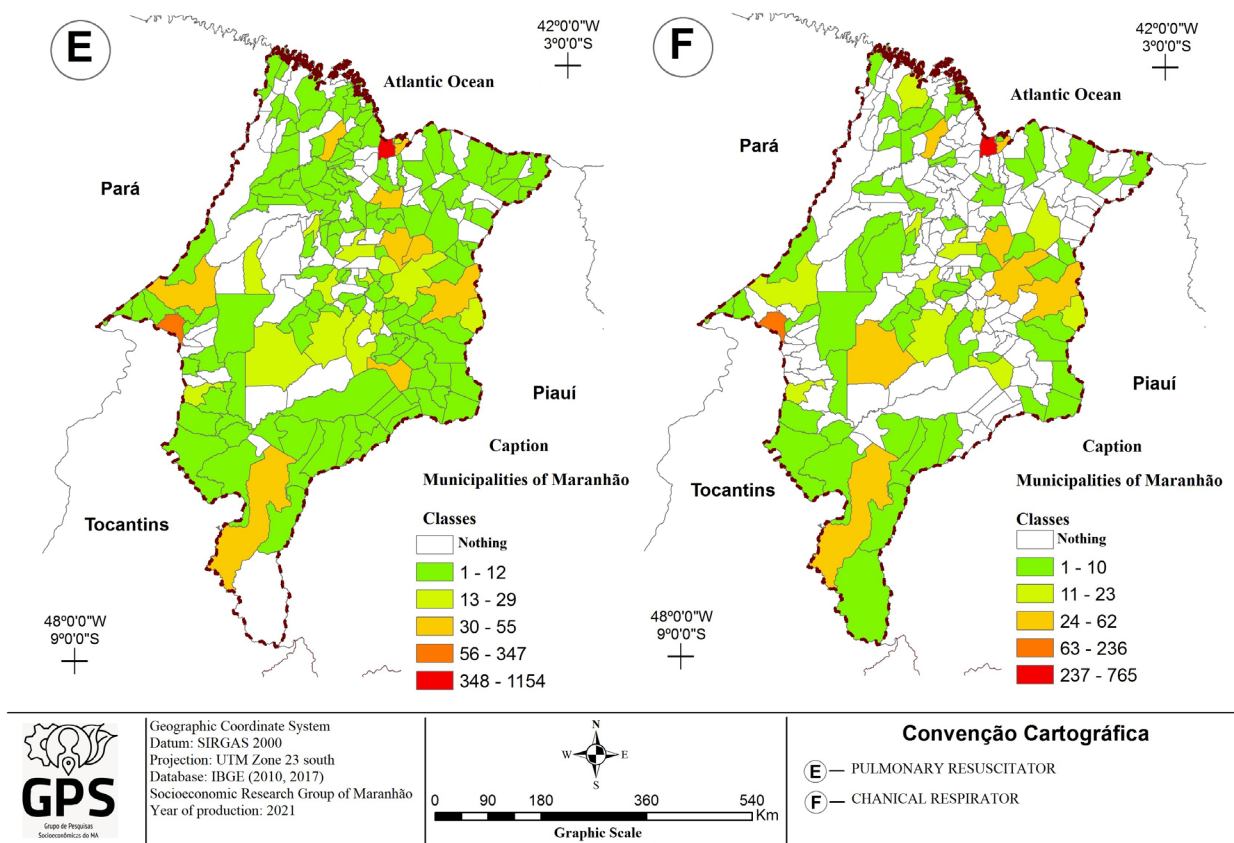 E
42º0'0"W
3º0'0"S
Atlantic Ocean
Pará
Piauí
Tocantins
Caption
Municipalities of Maranhão
Classes
Nothing
1 - 12
13 - 29
30 - 55
56 - 347
348 - 1154
48º0'0"W
9º0'0"S
F
42º0'0"W
3º0'0"S
Atlantic Ocean
Pará
Piauí
Tocantins
Caption
Municipalities of Maranhão
Classes
Nothing
1 - 10
11 - 23
24 - 62
63 - 236
237 - 765
48º0'0"W
9º0'0"S
GPS
Grupo de Pesquisas
Socioeconômicas do MA
Geographic Coordinate System
Datum: SIRGAS 2000
Projection: UTM Zone 23 south
Database: IBGE (2010, 2017)
Socioeconomic Research Group of Maranhão
Year of production: 2021
N
W E
S
0 90 180 360 540
Km
Graphic Scale
Convenção Cartográfica
E — PULMONARY RESUSCITATOR
F — CHANICAL RESPIRATOR